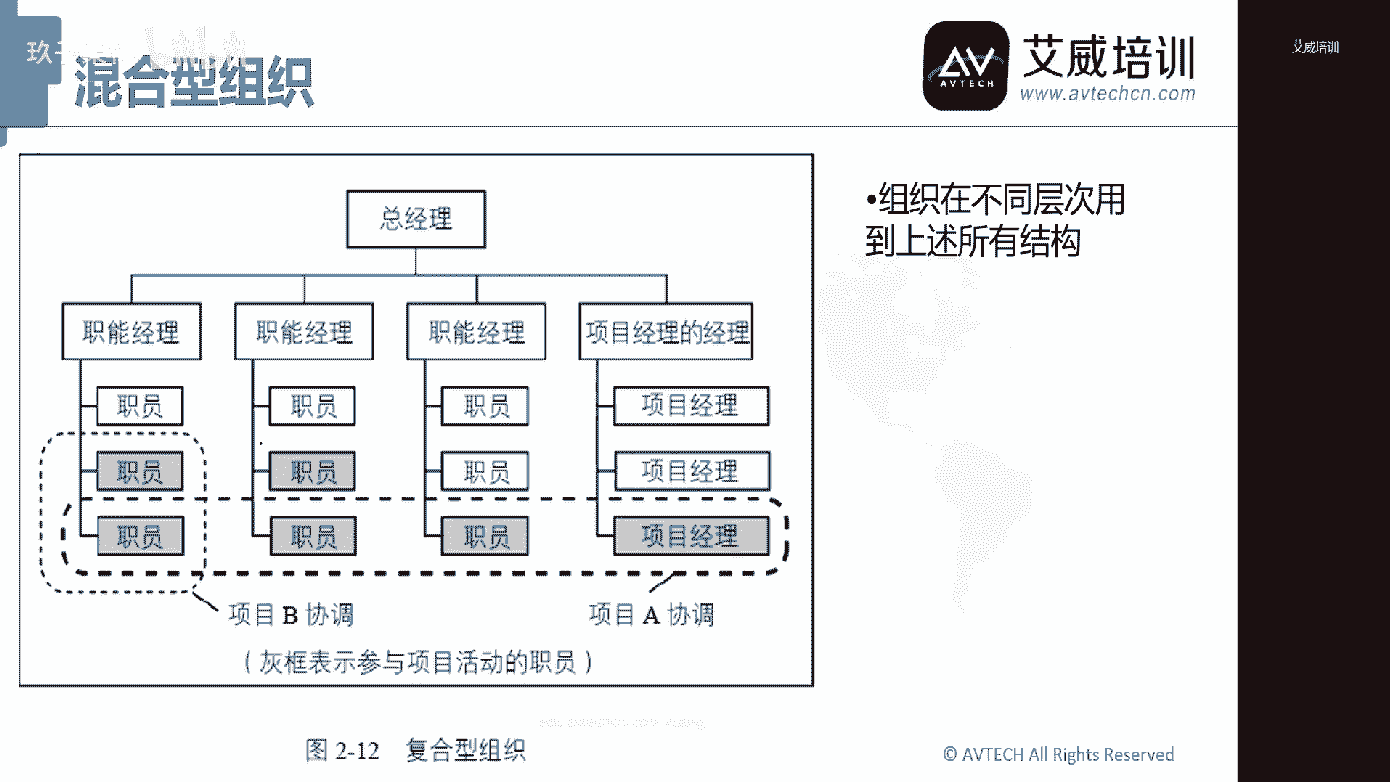 混合型组织
AVTECH
艾威培训
www.avtechcn.com
艾威培训
•组织在不同层次用
到上述所有结构
总经理
职能经理 职能经理 职能经理 项目经理的经理
职员 职员 职员 项目经理
职员 职员 职员 项目经理
职员 职员 职员 项目经理
项目 B 协调 项目 A 协调
(灰框表示参与项目活动的职员)
图 2-12 复合型组织
© AVTECH All Rights Reserved